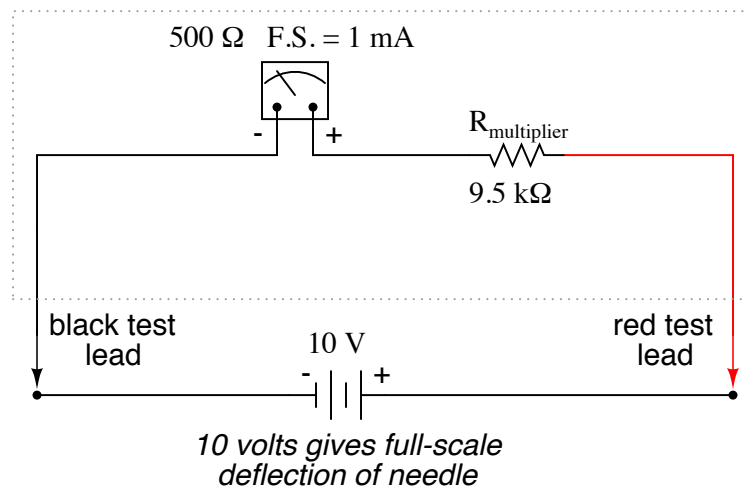 500 Ω F.S. = 1 mA
- +
R multiplier
9.5 kΩ
black test
lead
red test
lead
10 V
- +
10 volts gives full-scale
deflection of needle